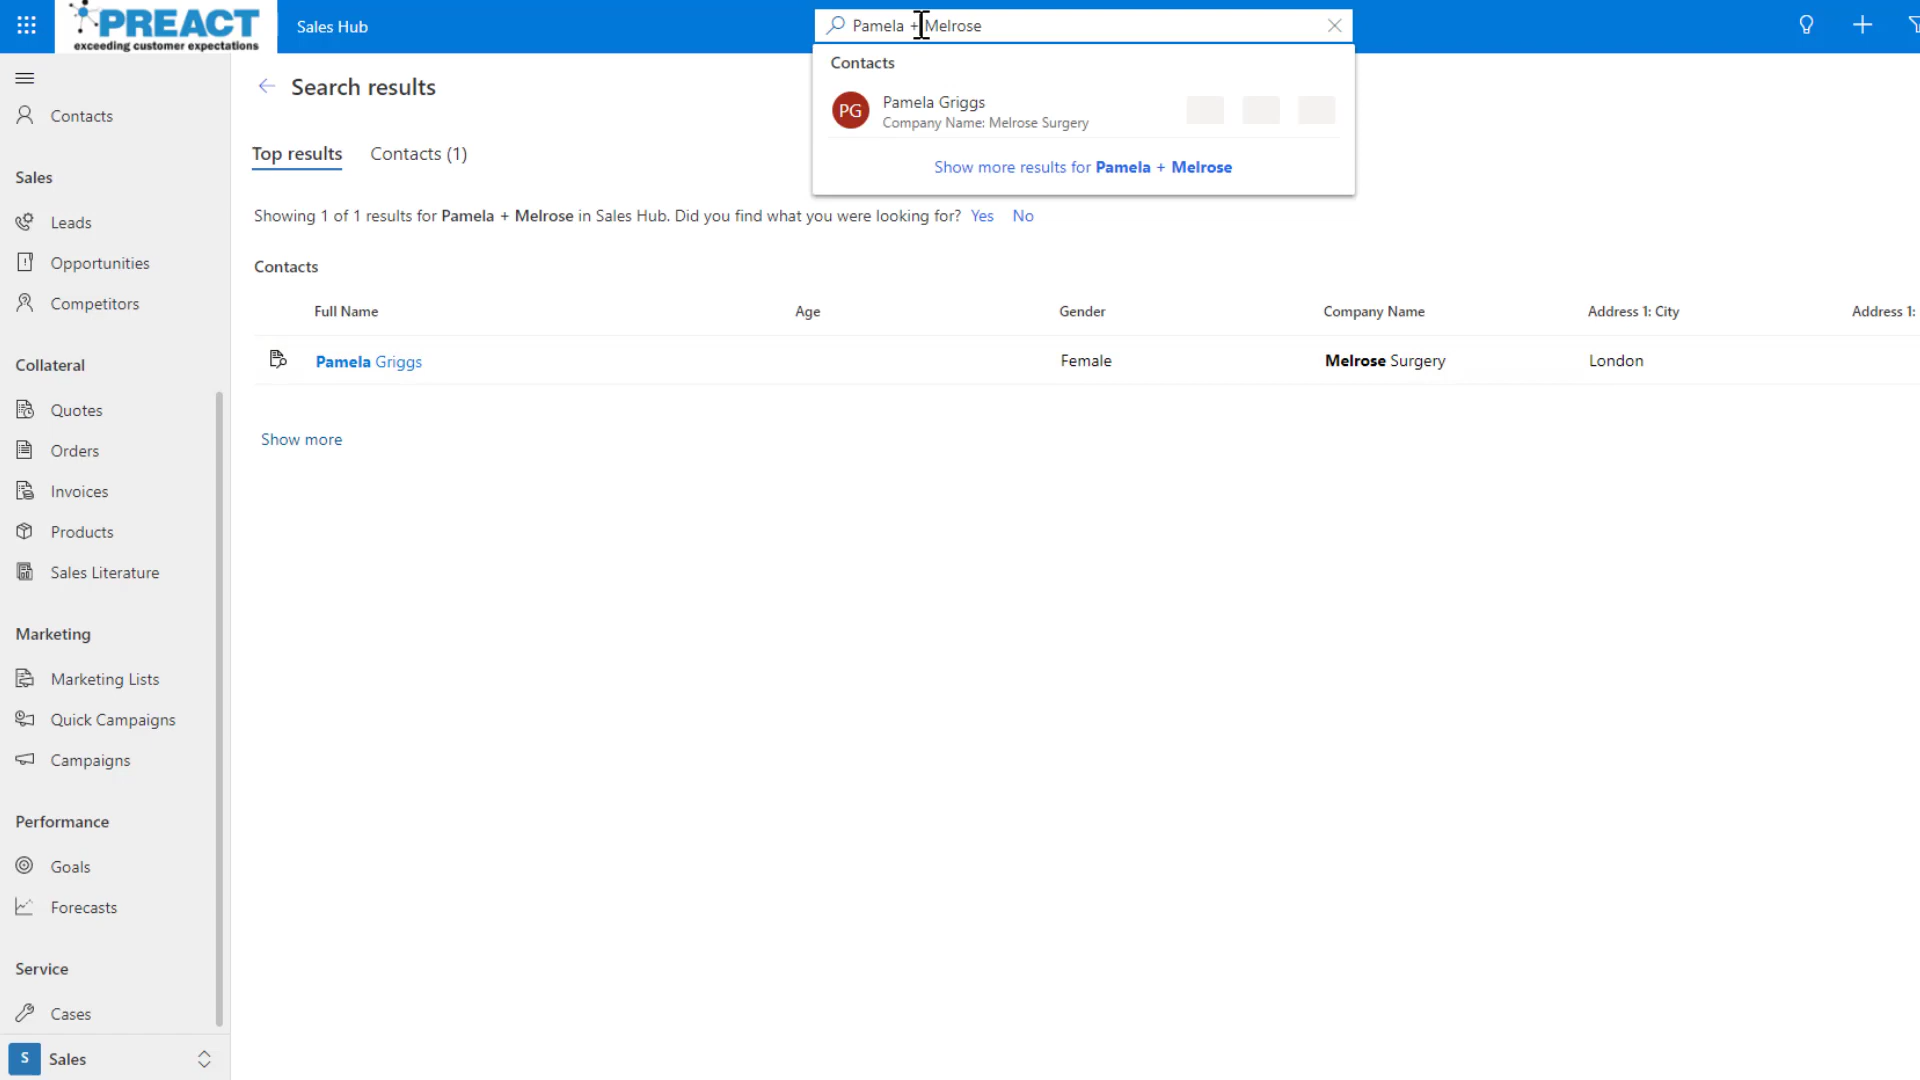 PREACT
exceeding customer expectations
Sales Hub
Pamela + Melrose
Contacts
PG
Pamela Griggs
Company Name: Melrose Surgery
Show more results for Pamela + Melrose
Contacts
Sales
Leads
Opportunities
Competitors
Collateral
Quotes
Orders
Invoices
Products
Sales Literature
Marketing
Marketing Lists
Quick Campaigns
Campaigns
Performance
Goals
Forecasts
Service
Cases
S Sales
Search results
Top results Contacts (1)
Showing 1 of 1 results for Pamela + Melrose in Sales Hub. Did you find what you were looking for? Yes No
Contacts
Full Name Age Gender Company Name Address 1: City Address 1:
Pamela Griggs Female Melrose Surgery London
Show more